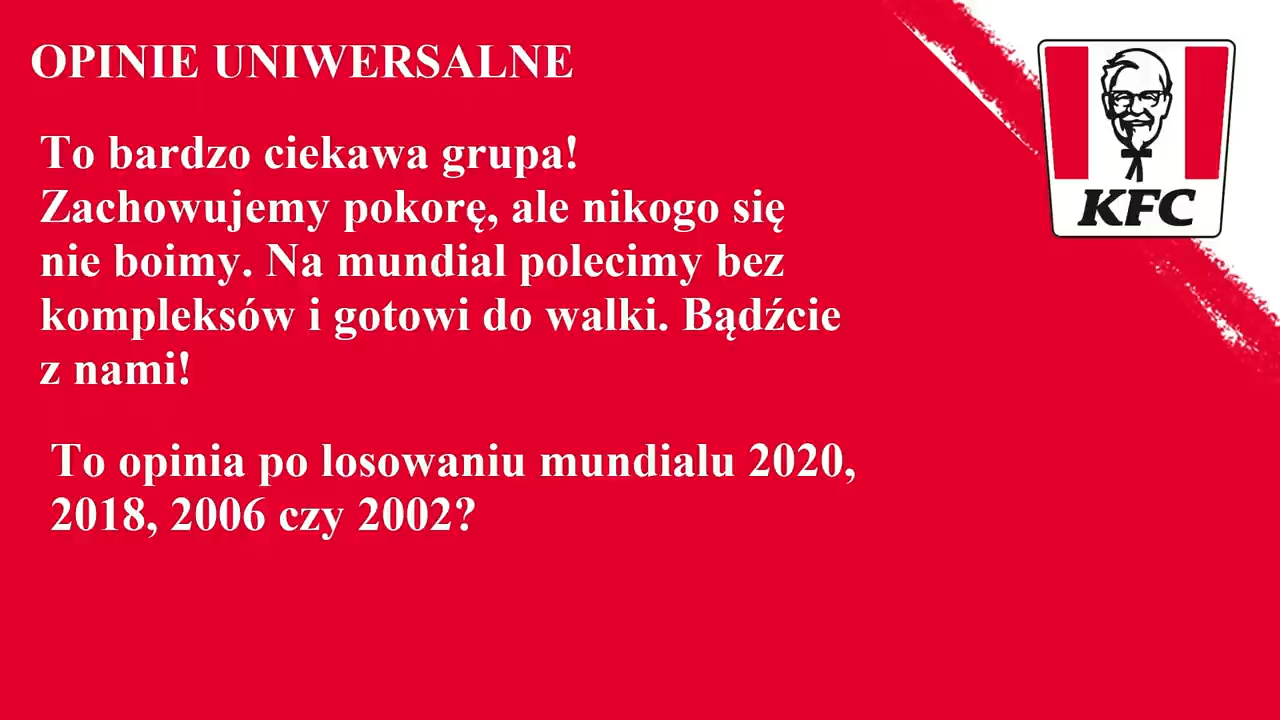 OPINIE UNIWERSALNE
To bardzo ciekawa grupa!
Zachowujemy pokorę, ale nikogo się
nie boimy. Na mundial polecimy bez
kompleksów i gotowi do walki. Bądźcie
z nami!
To opinia po losowaniu mundialu 2020,
2018, 2006 czy 2002?
KFC